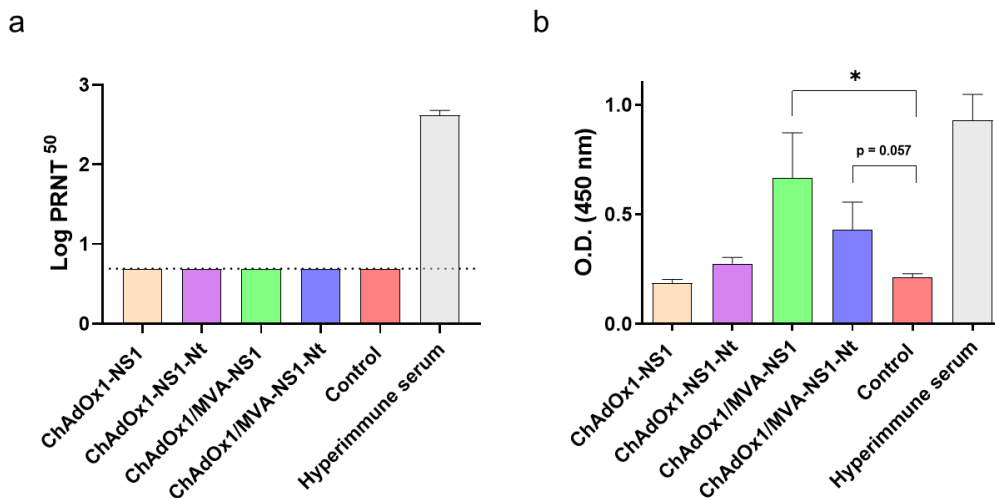 a
Log PRNT 50
3
2
1
0
ChAdOx1-NS1
ChAdOx1-NS1-Nt
ChAdOx1/MVA-NS1
ChAdOx1/MVA-NS1-Nt
Control
Hyperimmune serum
b
O.D. (450 nm)
1.0
0.5
0.0
*
p = 0.057
ChAdOx1-NS1
ChAdOx1-NS1-Nt
ChAdOx1/MVA-NS1
ChAdOx1/MVA-NS1-Nt
Control
Hyperimmune serum